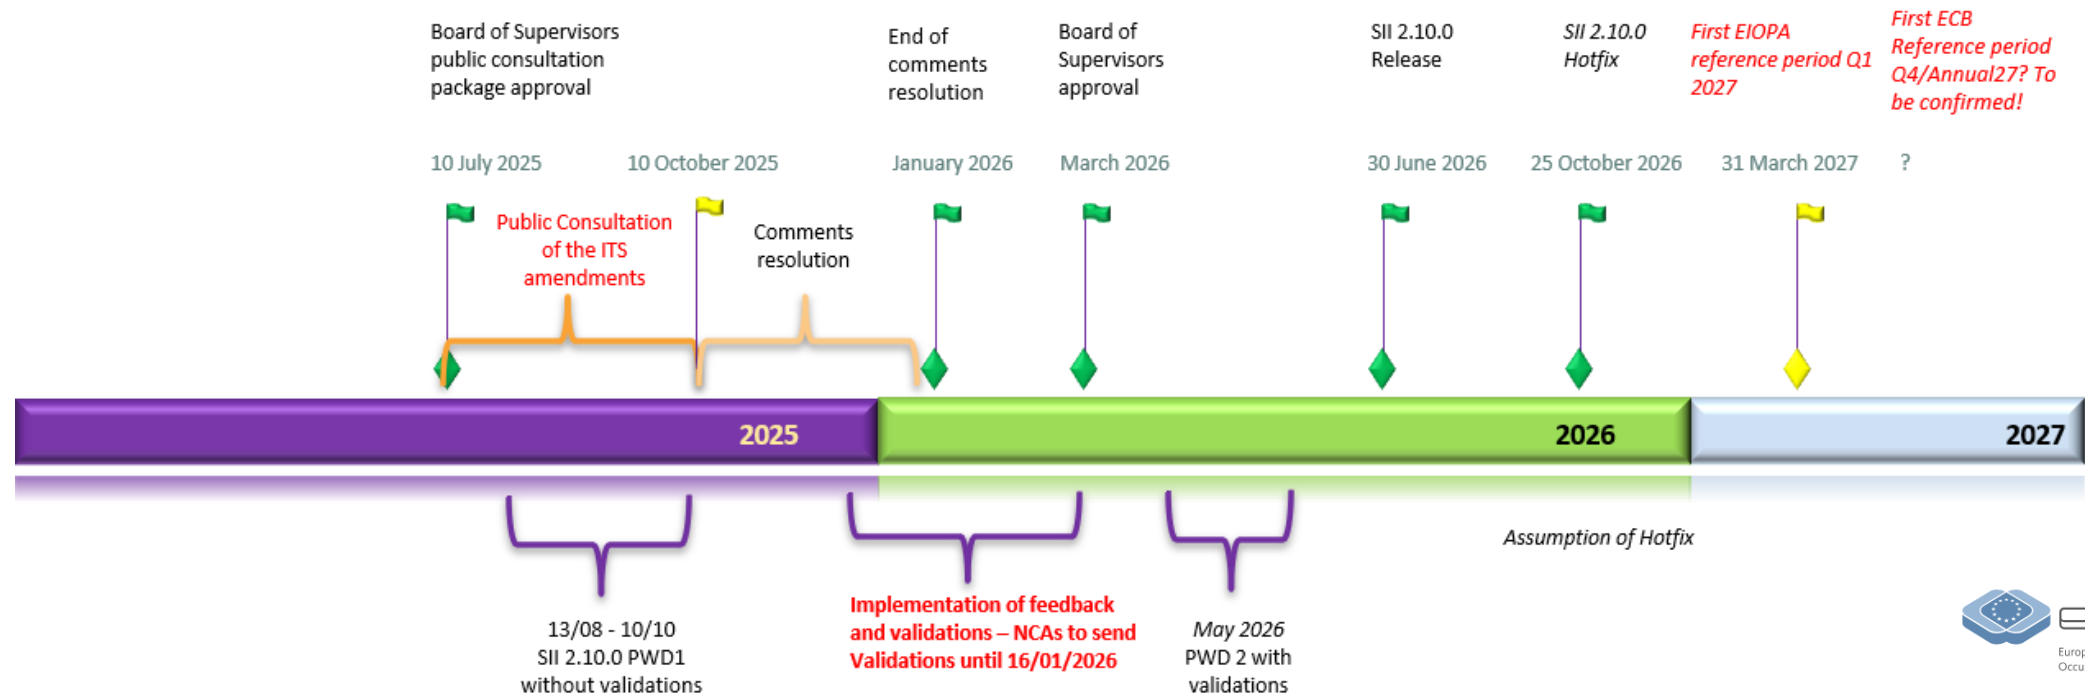 Board of Supervisors
public consultation
package approval
End of
comments
resolution
Board of
Supervisors
approval
SII 2.10.0
Release
SII 2.10.0
Hotfix
First EIOPA
reference period Q1
2027
First ECB
Reference period
Q4/Annual27? To
be confirmed!
10 July 2025
10 October 2025
January 2026
March 2026
30 June 2026
25 October 2026
31 March 2027
?
Public Consultation
of the ITS
amendments
Comments
resolution
2025
2026
2027
13/08 - 10/10
SII 2.10.0 PWD1
without validations
Implementation of feedback
and validations – NCAs to send
Validations until 16/01/2026
May 2026
PWD 2 with
validations
Assumption of Hotfix
Europ
Occu